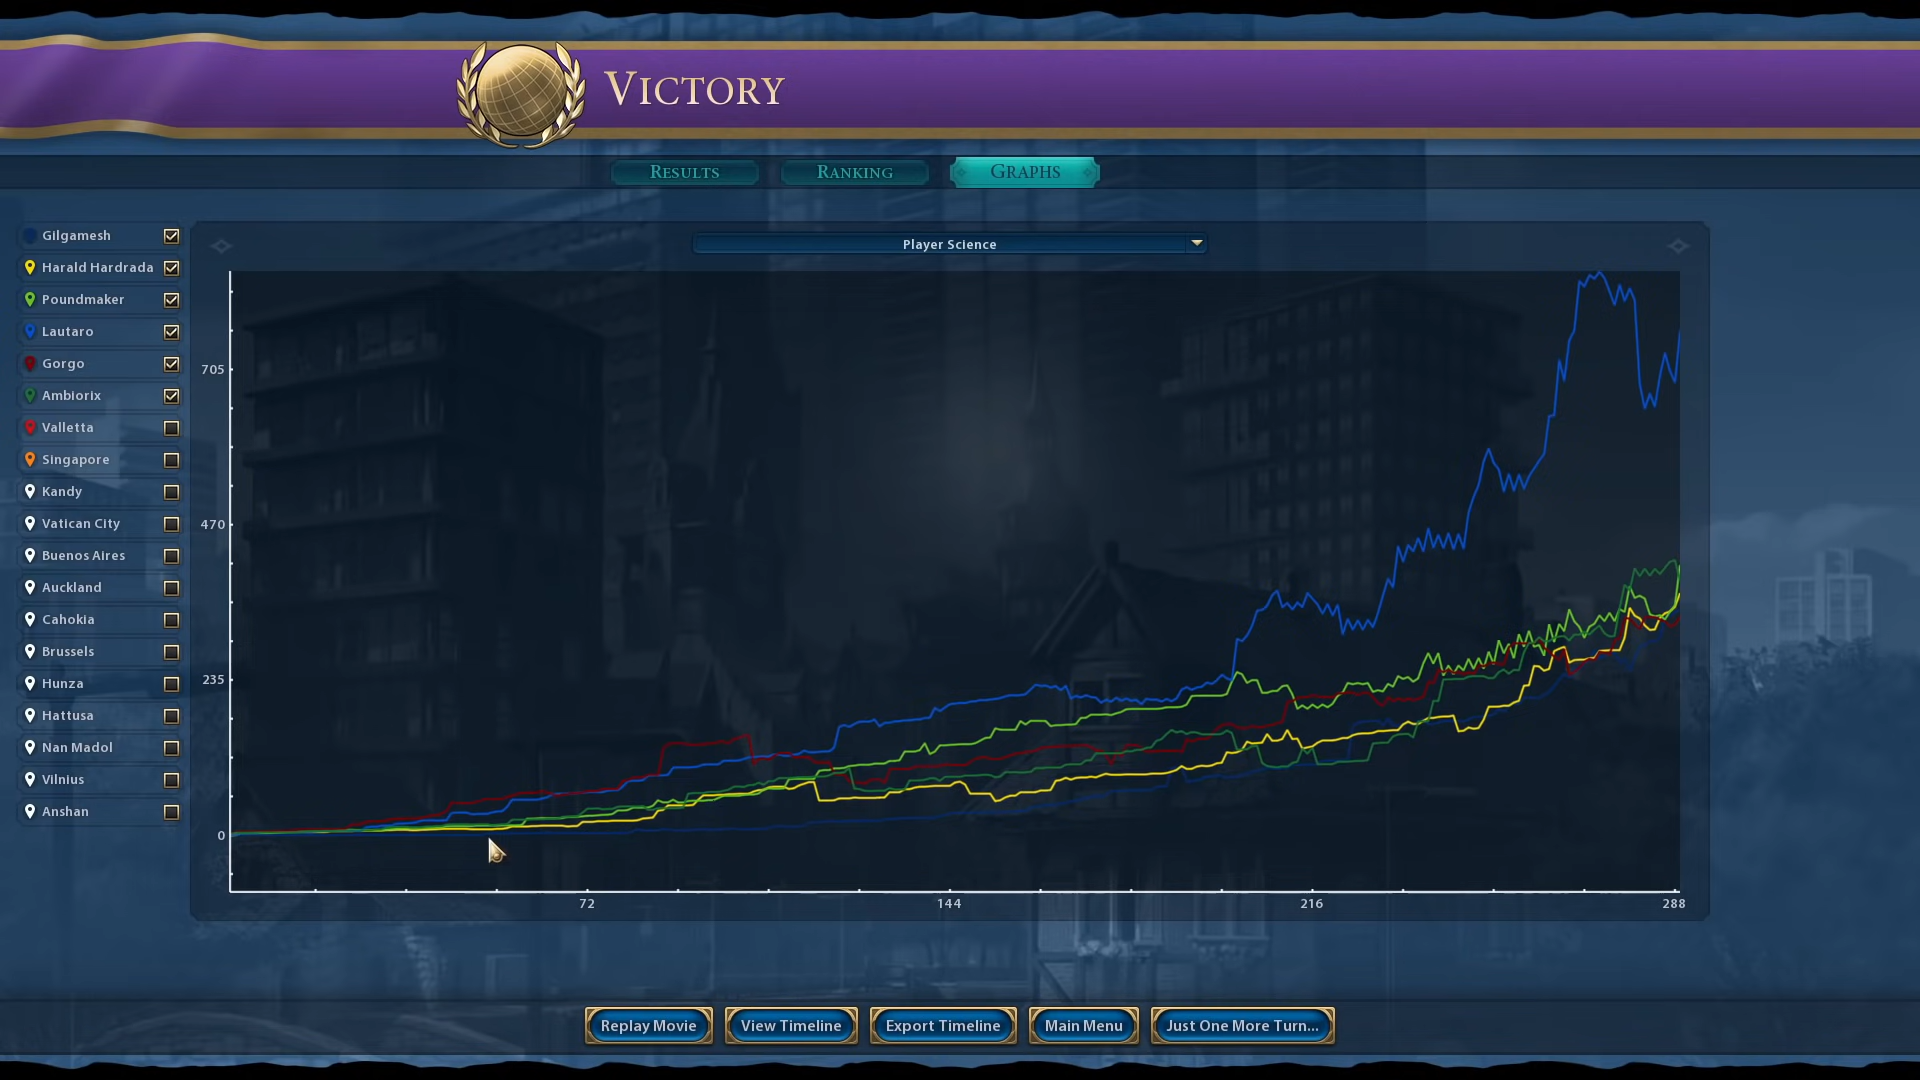 VICTORY
RESULTS RANKING GRAPHS
Gilgamesh
Harald Hardrada
Poundmaker
Lautaro
Gorgo
Ambiorix
Valletta
Singapore
Kandy
Vatican City
Buenos Aires
Auckland
Cahokia
Brussels
Hunza
Hattusa
Nan Madol
Vilnius
Anshan
Player Science
705
470
235
0
72 144 216 288
Replay Movie View Timeline Export Timeline Main Menu Just One More Turn...